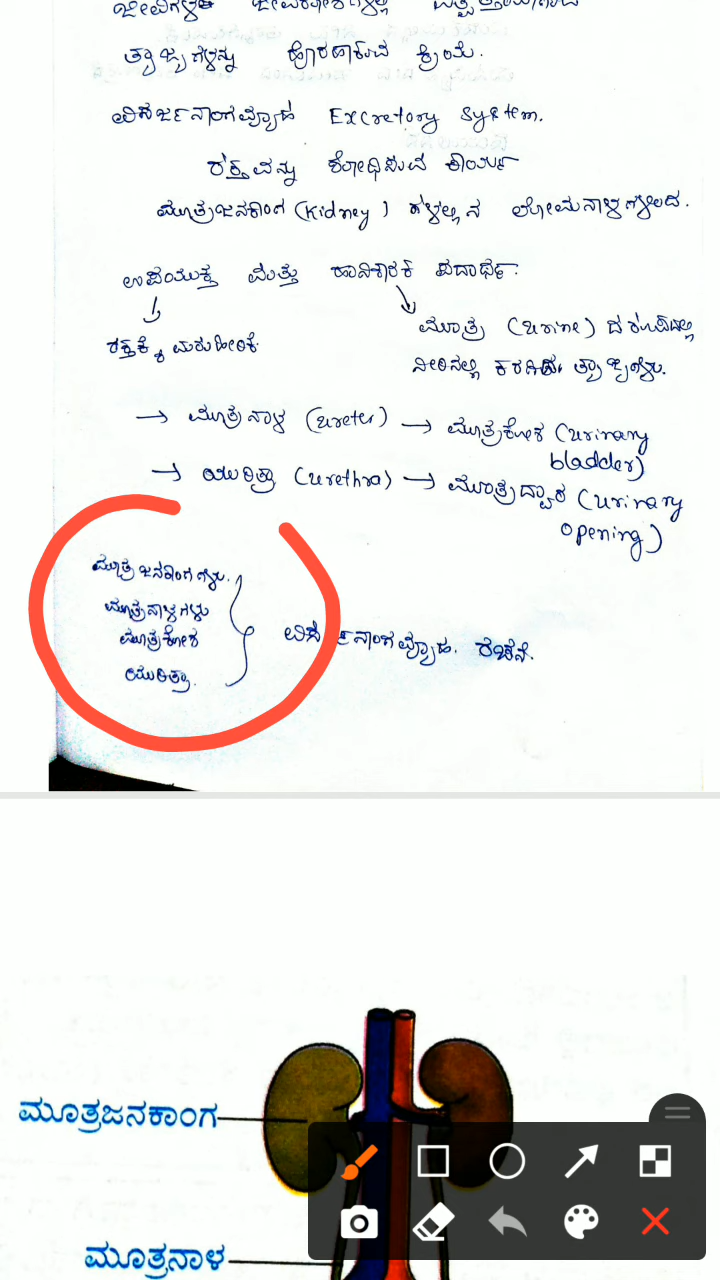 ತ್ಯಾಜ್ಯಗಳನ್ನು ಹೊರಹಾಕುವ ಕ್ರಿಯೆ.
ವಿಸರ್ಜನಾಂಗವ್ಯೂಹ Excretory System.
ರಕ್ತವನ್ನು ಶೋಧಿಸುವ ಕಾರ್ಯ
ಮೂತ್ರಜನಕಾಂಗ (Kidney) ಗಳಲ್ಲಿನ ಲೋಮನಾಳಗಳಿಂದ.
ಉಪಯುಕ್ತ ಮತ್ತು ಹಾನಿಕಾರಕ ಪದಾರ್ಥ.
ಮೂತ್ರ (Urine) ದ ರೂಪದಲ್ಲಿ
ರಕ್ತಕ್ಕೆ ಮರುಹೀರಿಕೆ
ನೀರಿನಲ್ಲಿ ಕರಗಿದ ತ್ಯಾಜ್ಯಗಳು.
→ ಮೂತ್ರನಾಳ (ureter) → ಮೂತ್ರಕೋಶ (urinary
bladder)
→ ಯುರಿತ್ರಾ (urethra) → ಮೂತ್ರದ್ವಾರ (urinary
opening)
ಮೂತ್ರಜನಕಾಂಗಗಳು.
ಮೂತ್ರನಾಳಗಳು
ಮೂತ್ರಕೋಶ
ಯುರಿತ್ರಾ.
ವಿಸರ್ಜನಾಂಗವ್ಯೂಹ. ರಚನೆ.
ಮೂತ್ರಜನಕಾಂಗ
ಮೂತ್ರನಾಳ